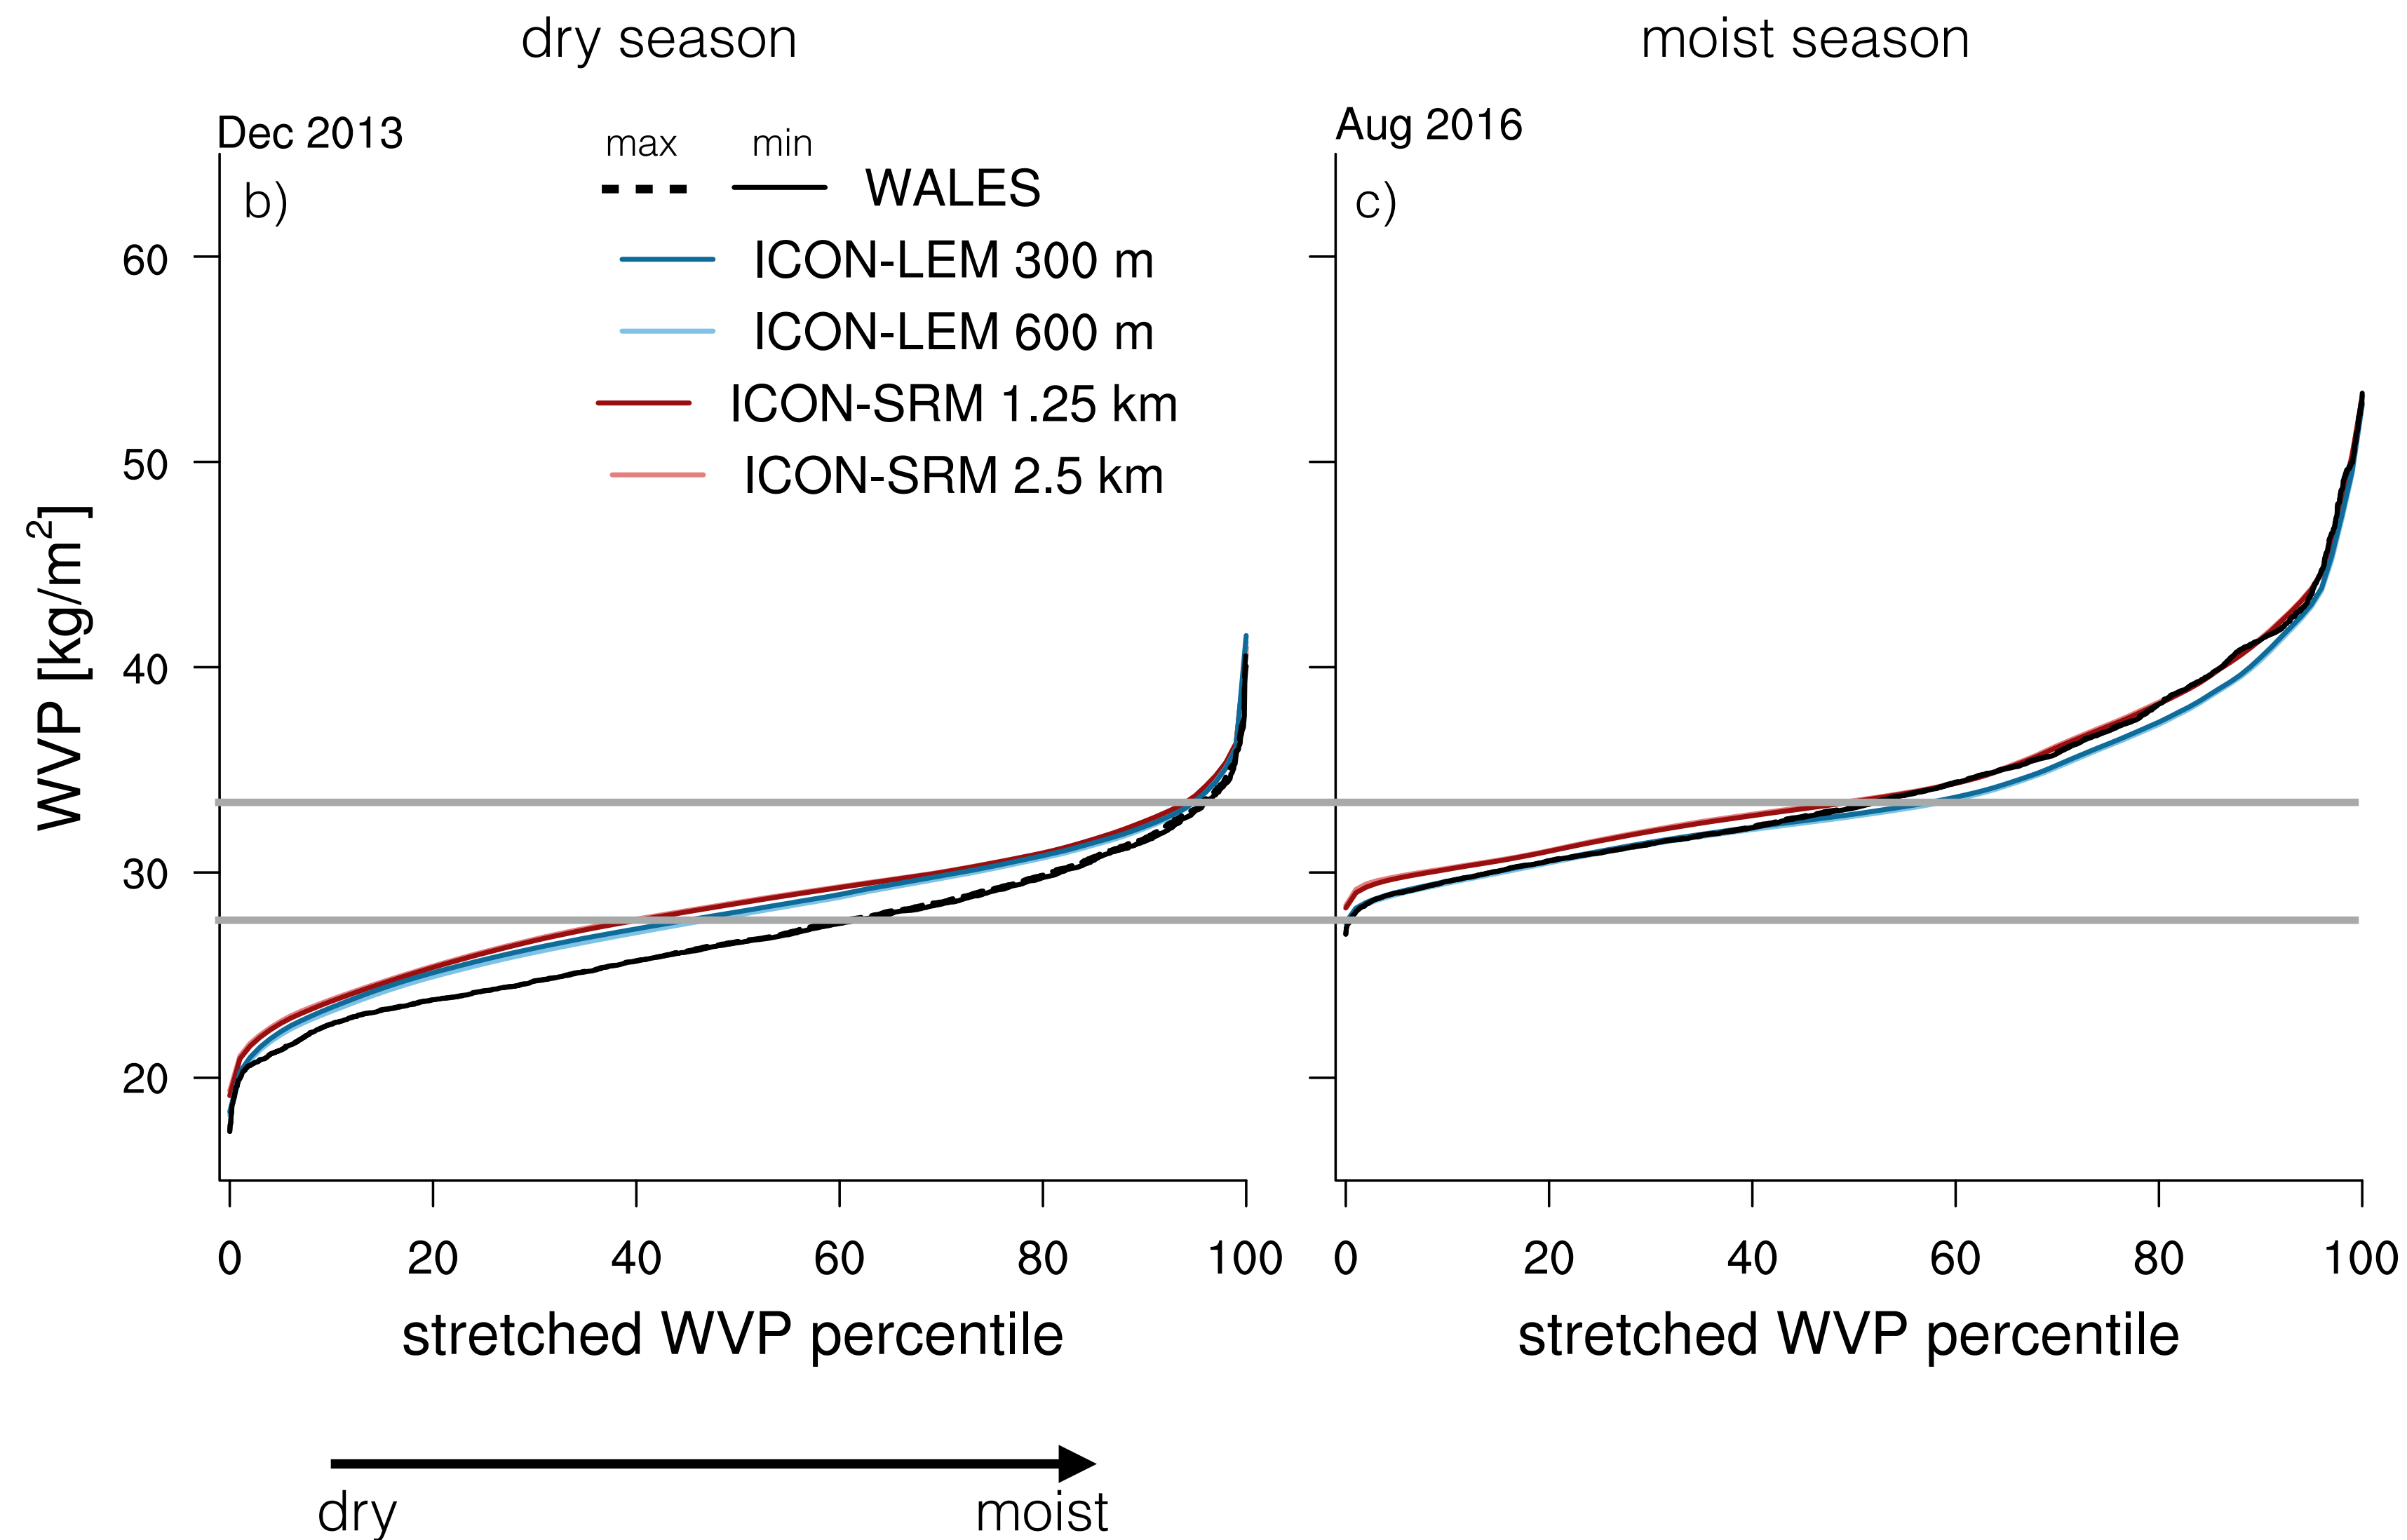 dry season
moist season
Dec 2013
Aug 2016
max min
WALES
b)
c)
ICON-LEM 300 m
ICON-LEM 600 m
ICON-SRM 1.25 km
ICON-SRM 2.5 km
WVP [kg/m²]
60
50
40
30
20
0 20 40 60 80 100
0 20 40 60 80 100
stretched WVP percentile
stretched WVP percentile
dry
moist